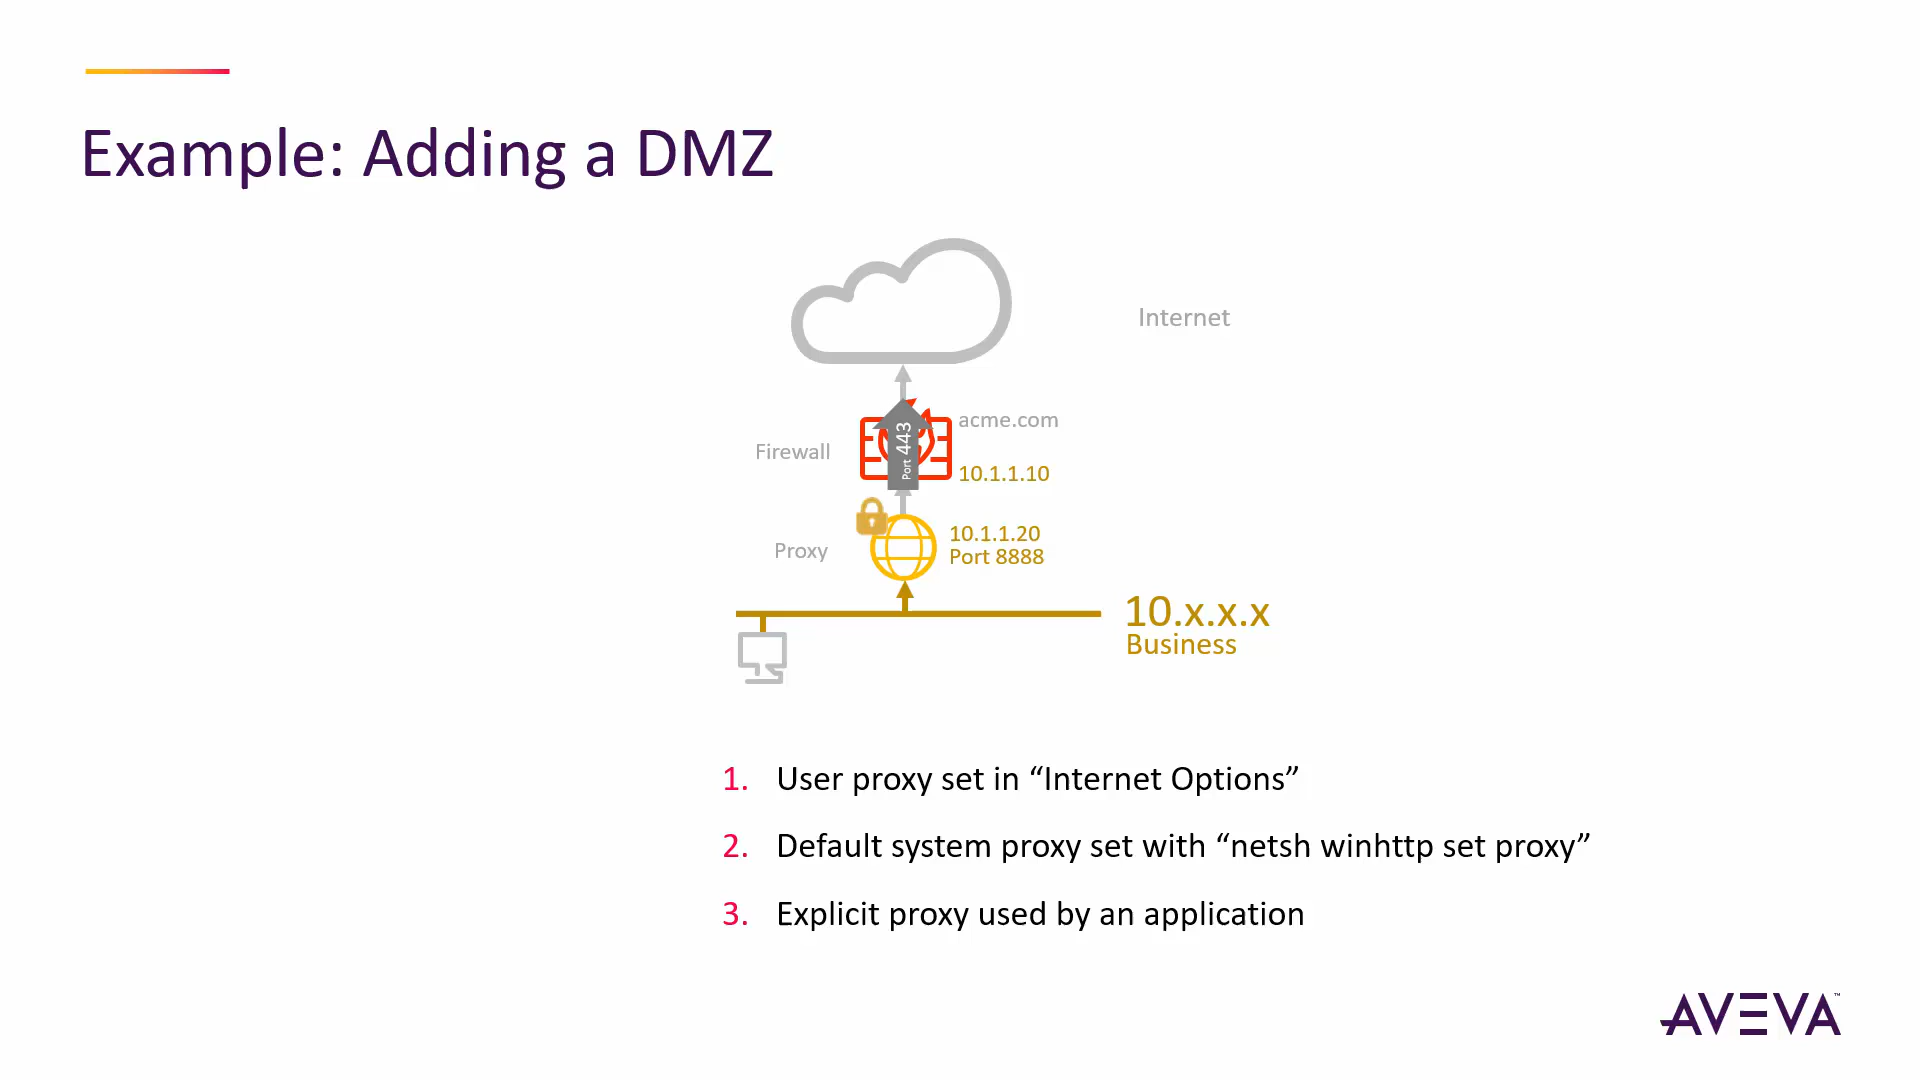 Example: Adding a DMZ
Internet
acme.com
Firewall
Port 443
10.1.1.10
10.1.1.20
Proxy
Port 8888
10.x.x.x
Business
1. User proxy set in “Internet Options”
2. Default system proxy set with “netsh winhttp set proxy”
3. Explicit proxy used by an application
AVEVA™